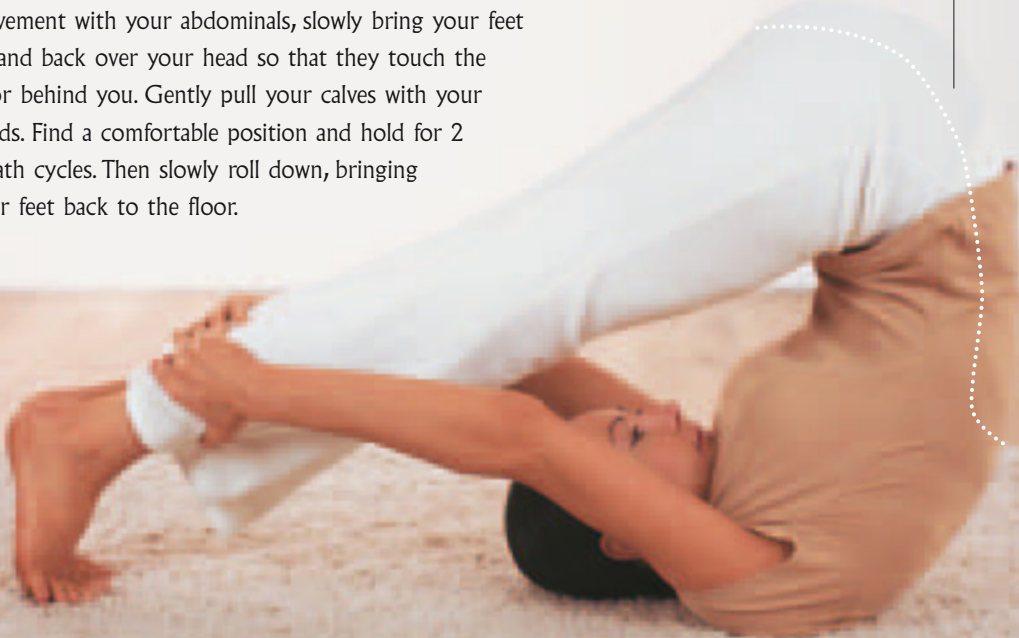 vement with your abdominals, slowly bring your feet
and back over your head so that they touch the
or behind you. Gently pull your calves with your
ds. Find a comfortable position and hold for 2
ath cycles. Then slowly roll down, bringing
r feet back to the floor.